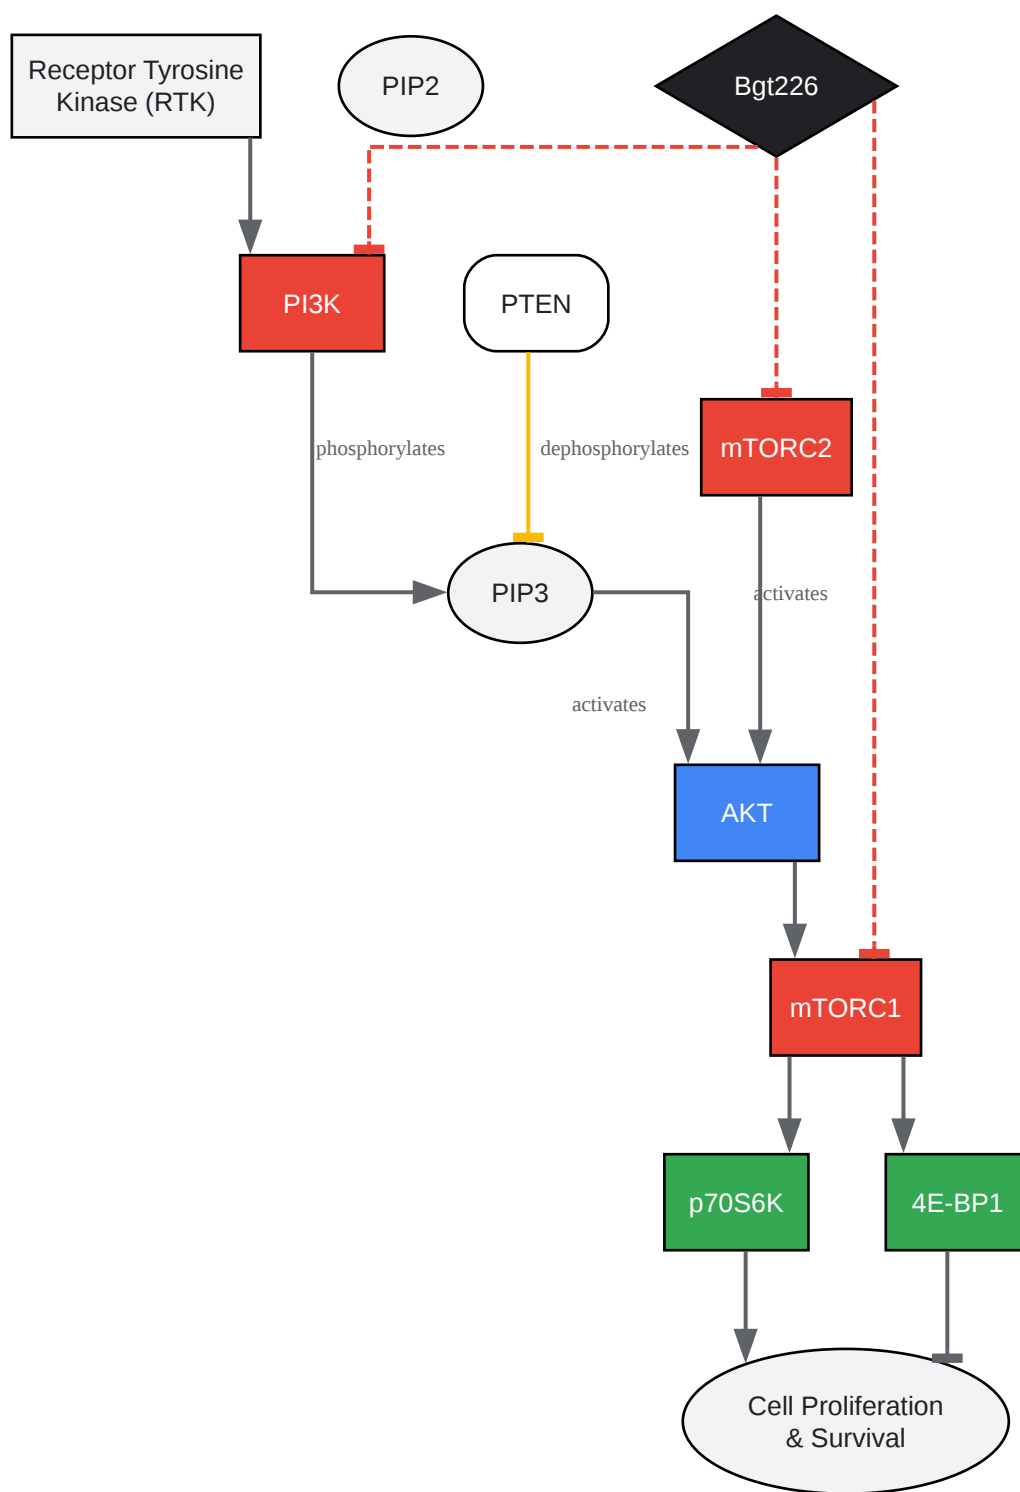 Receptor Tyrosine
Kinase (RTK)
PIP2
Bgt226
PI3K
PTEN
phosphorylates
dephosphorylates
mTORC2
PIP3
activates
activates
AKT
mTORC1
p70S6K
4E-BP1
Cell Proliferation
& Survival